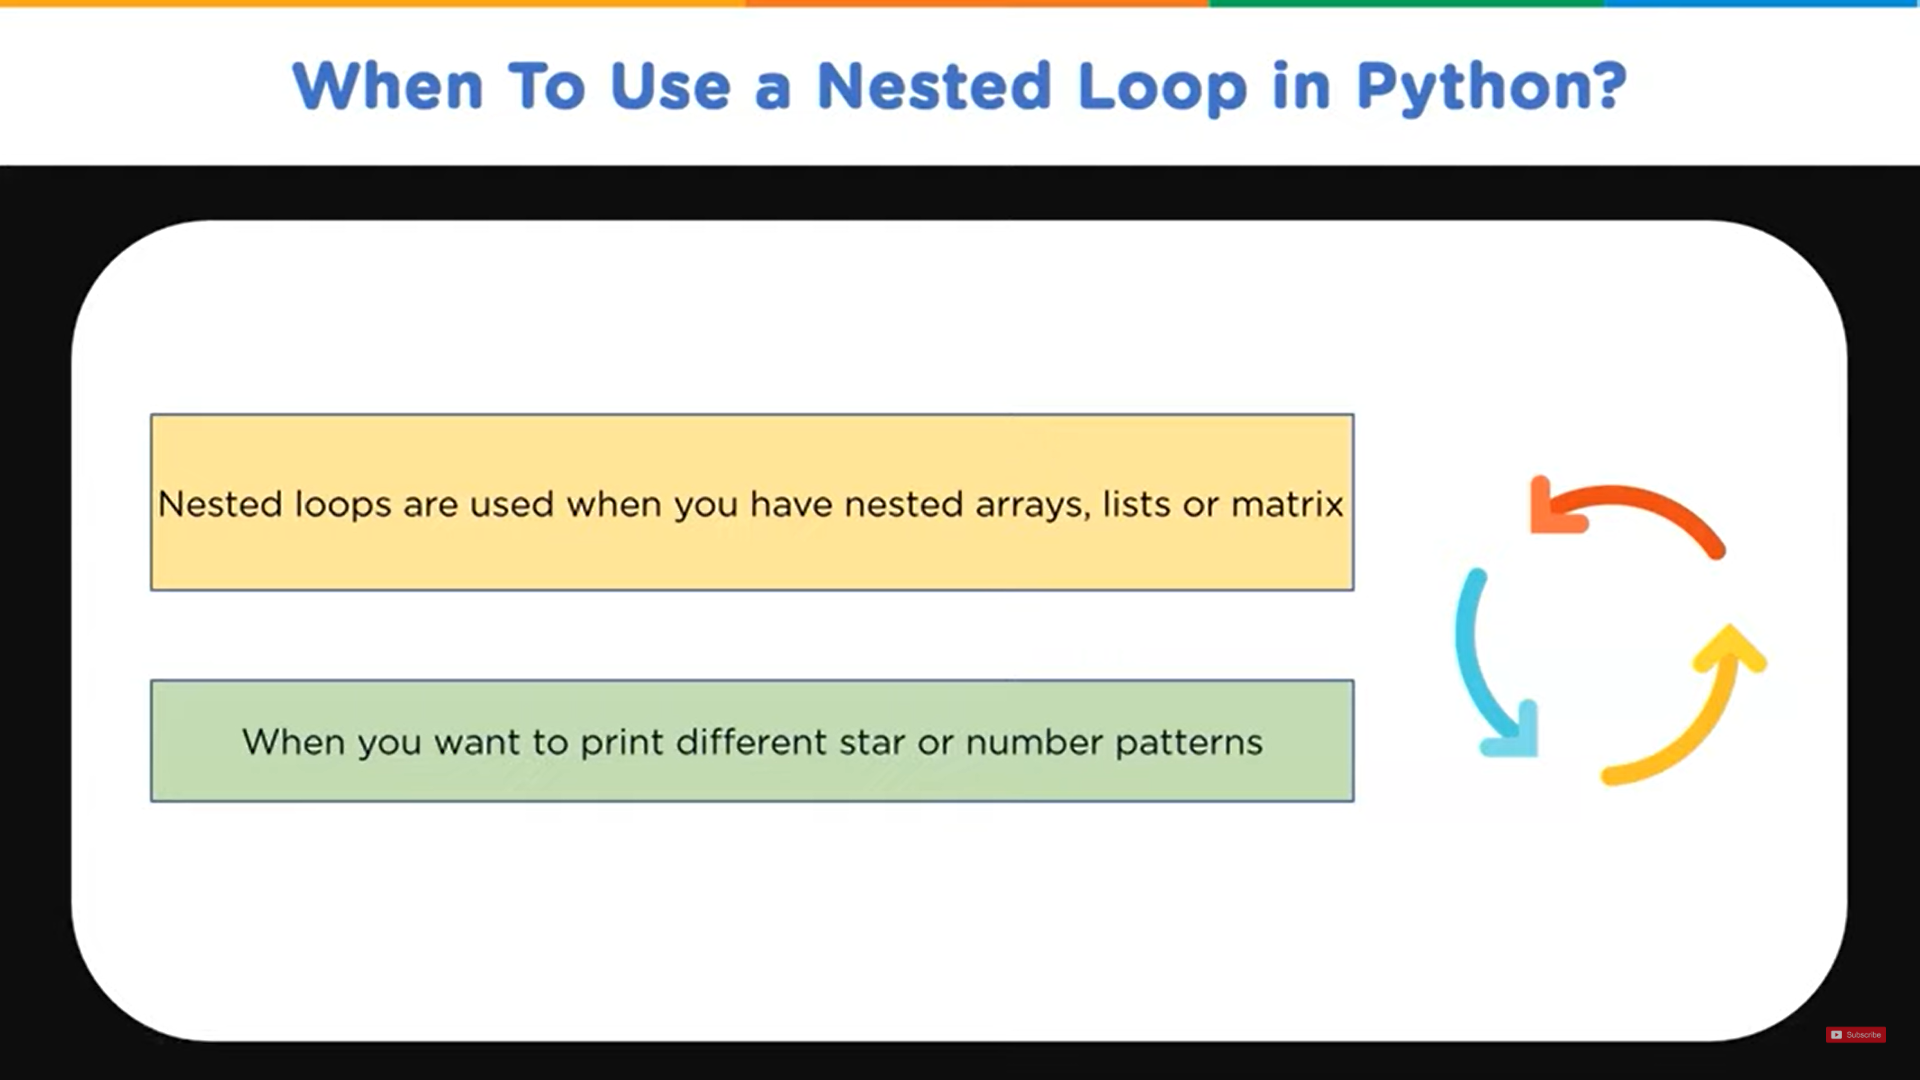 When To Use a Nested Loop in Python?
Nested loops are used when you have nested arrays, lists or matrix
When you want to print different star or number patterns
Subscribe